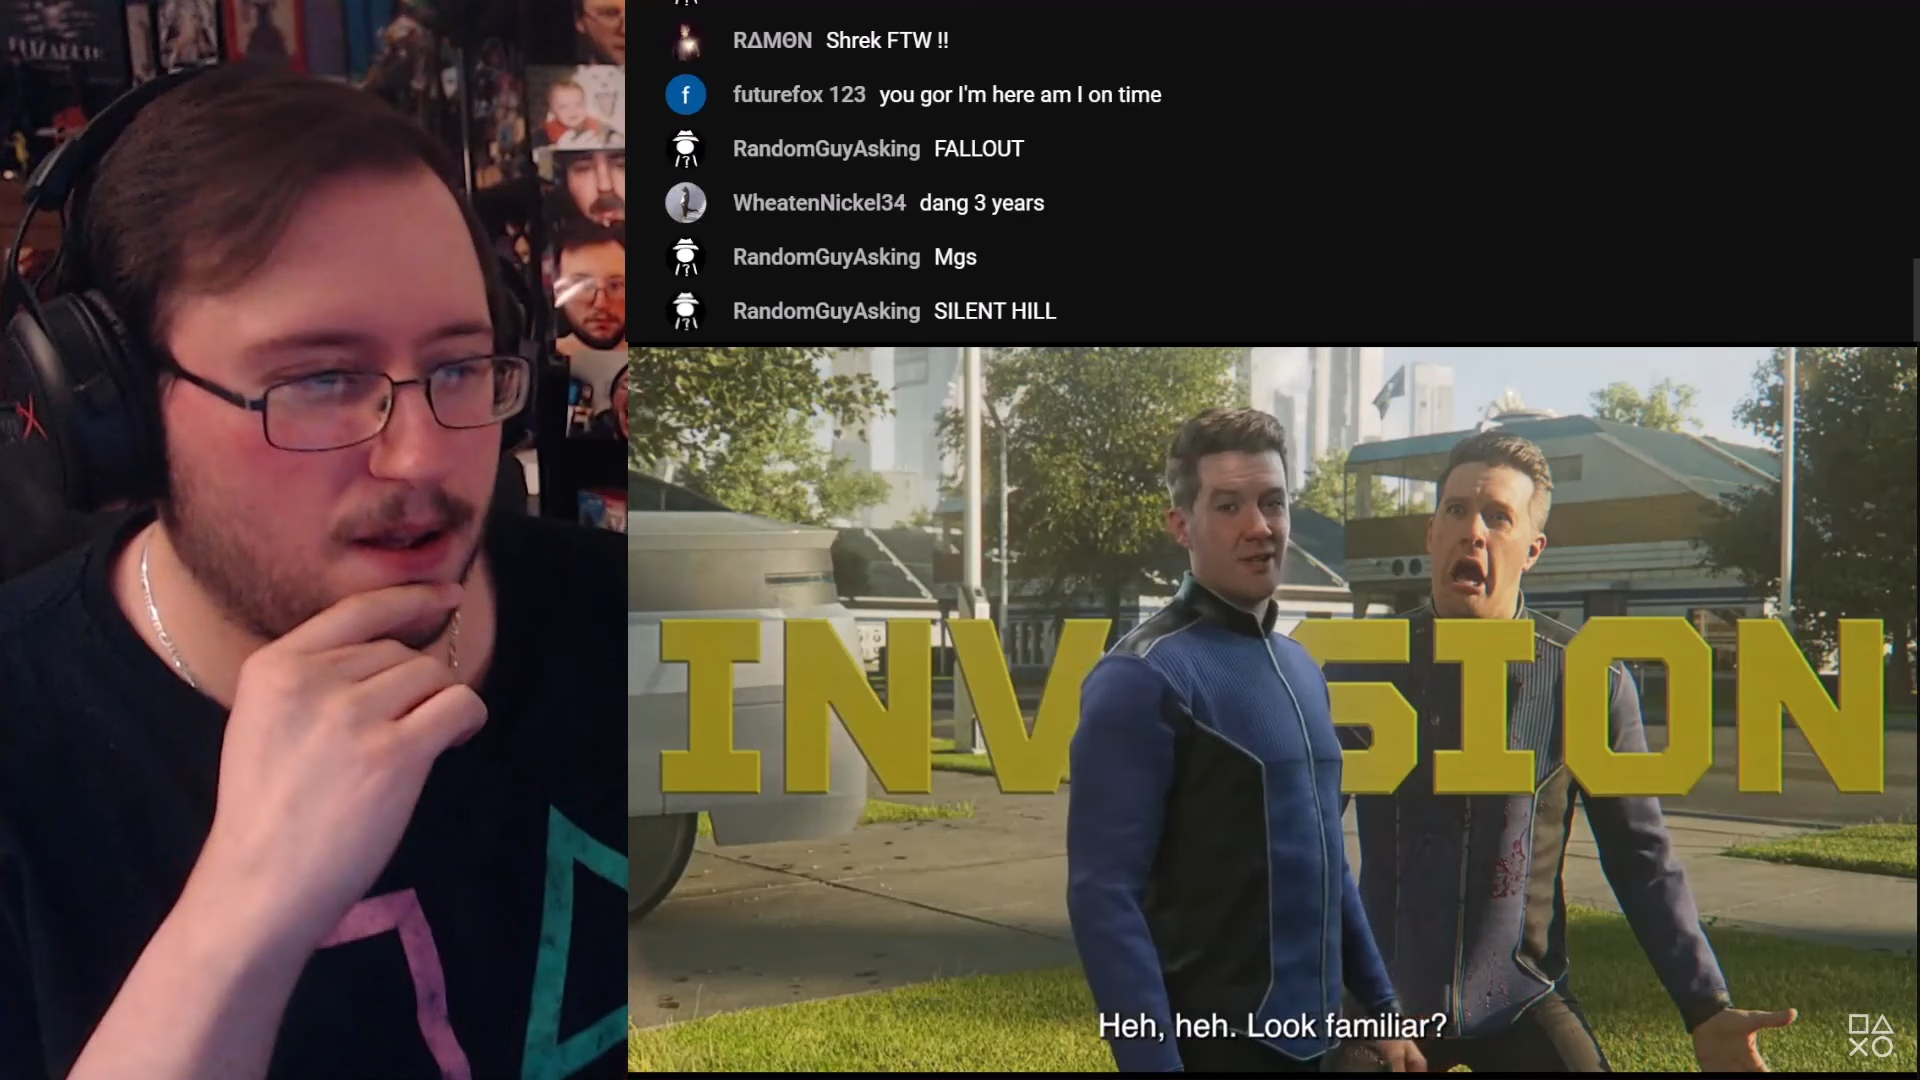 RΔMΘN Shrek FTW !!
f
futurefox 123 you gor I'm here am I on time
RandomGuyAsking FALLOUT
WheatenNickel34 dang 3 years
RandomGuyAsking Mgs
RandomGuyAsking SILENT HILL
INV SION
Heh, heh. Look familiar?